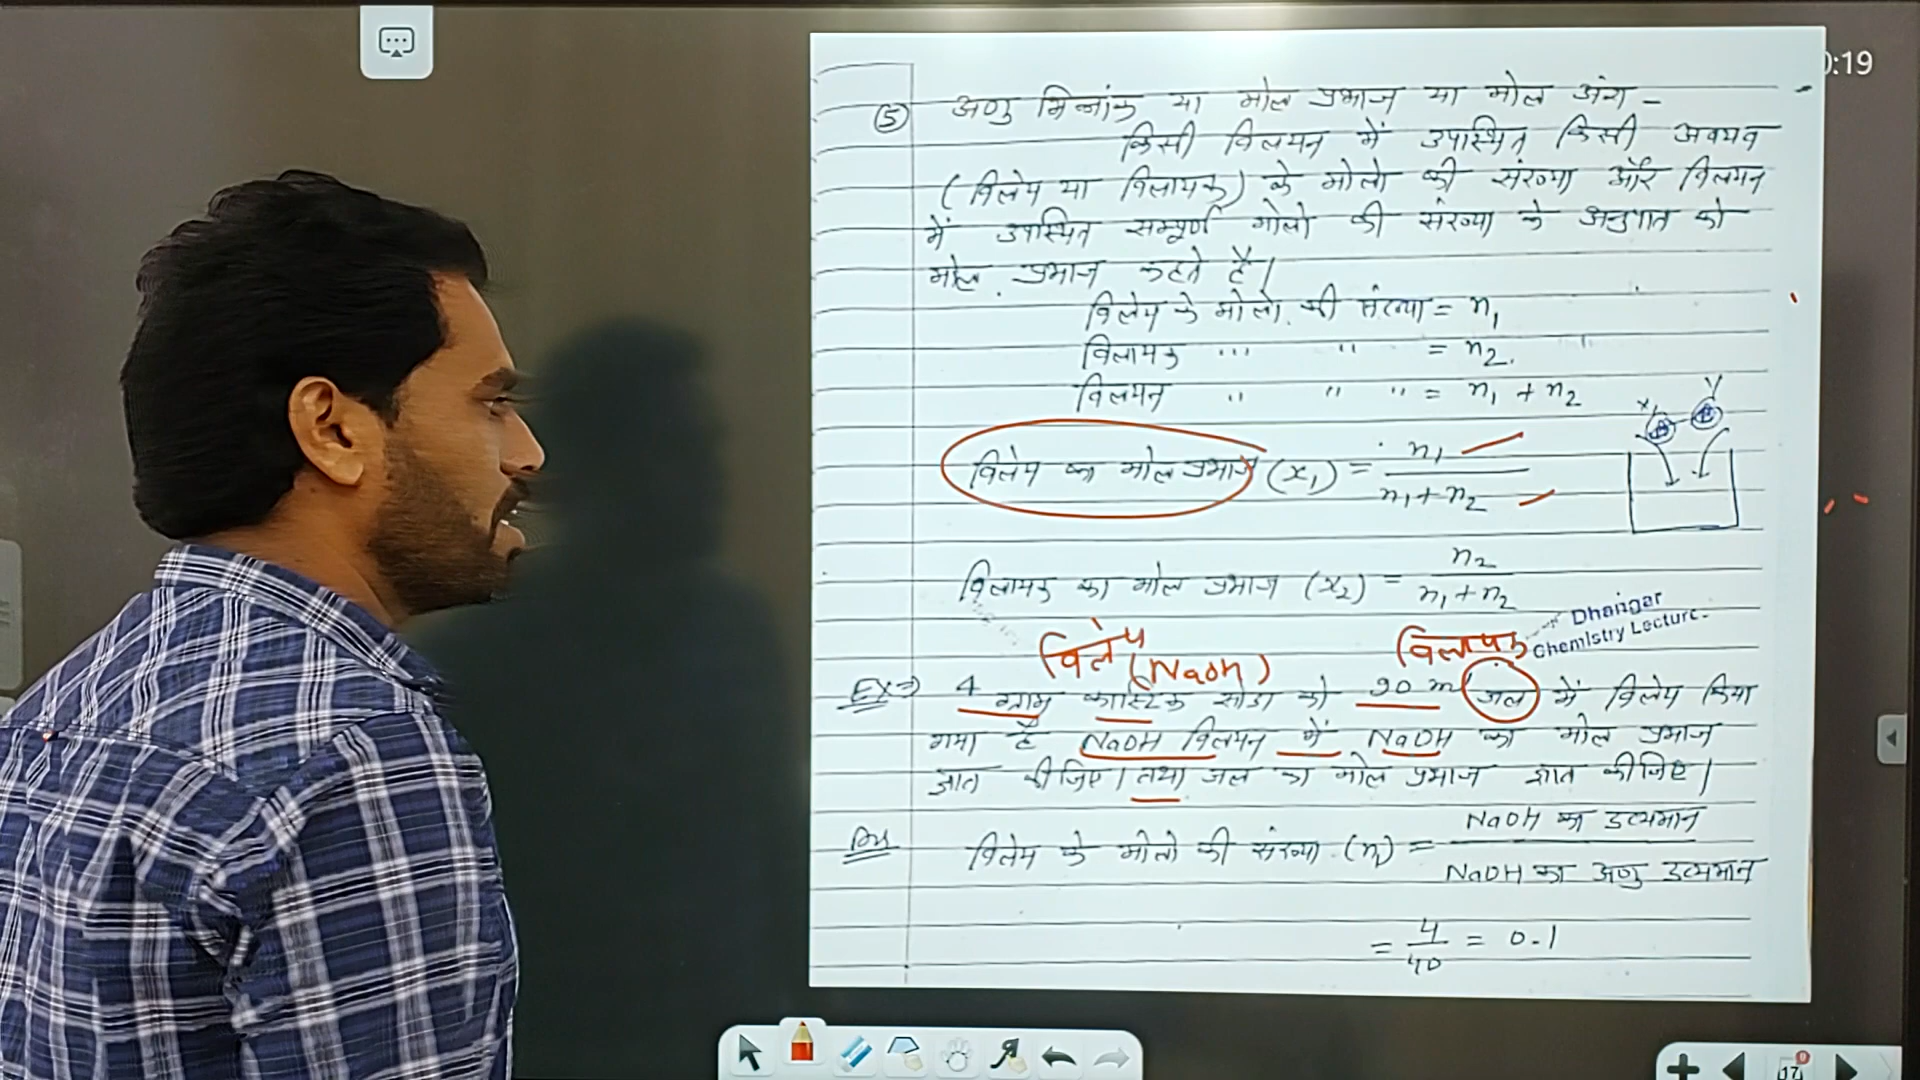 0:19
⑤ अणु भिन्नांक या मोल प्रभाज या मोल अंश -
किसी विलयन में उपस्थित किसी अवयव
(विलेय या विलायक) के मोलो की संख्या और विलयन
में उपस्थित सम्पूर्ण मोलो की संख्या के अनुपात को
मोल प्रभाज कहते है।
विलेय के मोलो की संख्या = n₁
विलायक ''' '' = n₂.
विलयन '' '' '' = n₁ + n₂
x y
विलेय का मोल प्रभाज (x₁) = n₁ / n₁+n₂
विलायक का मोल प्रभाज (x₂) = n₂ / n₁+n₂
Dhangar
Chemistry Lecture.
विलेय (NaOH) विलायक
EX⇒ 4 ग्राम कास्टिक सोडा को 90 ml जल में विलेय किया
गया है NaOH विलयन में NaOH का मोल प्रभाज
ज्ञात कीजिए। तथा जल का मोल प्रभाज ज्ञात कीजिए।
विलेय के मोलो की संख्या (n₁) = NaOH का द्रव्यमान / NaOH का अणु द्रव्यमान
= 4/40 = 0.1
17